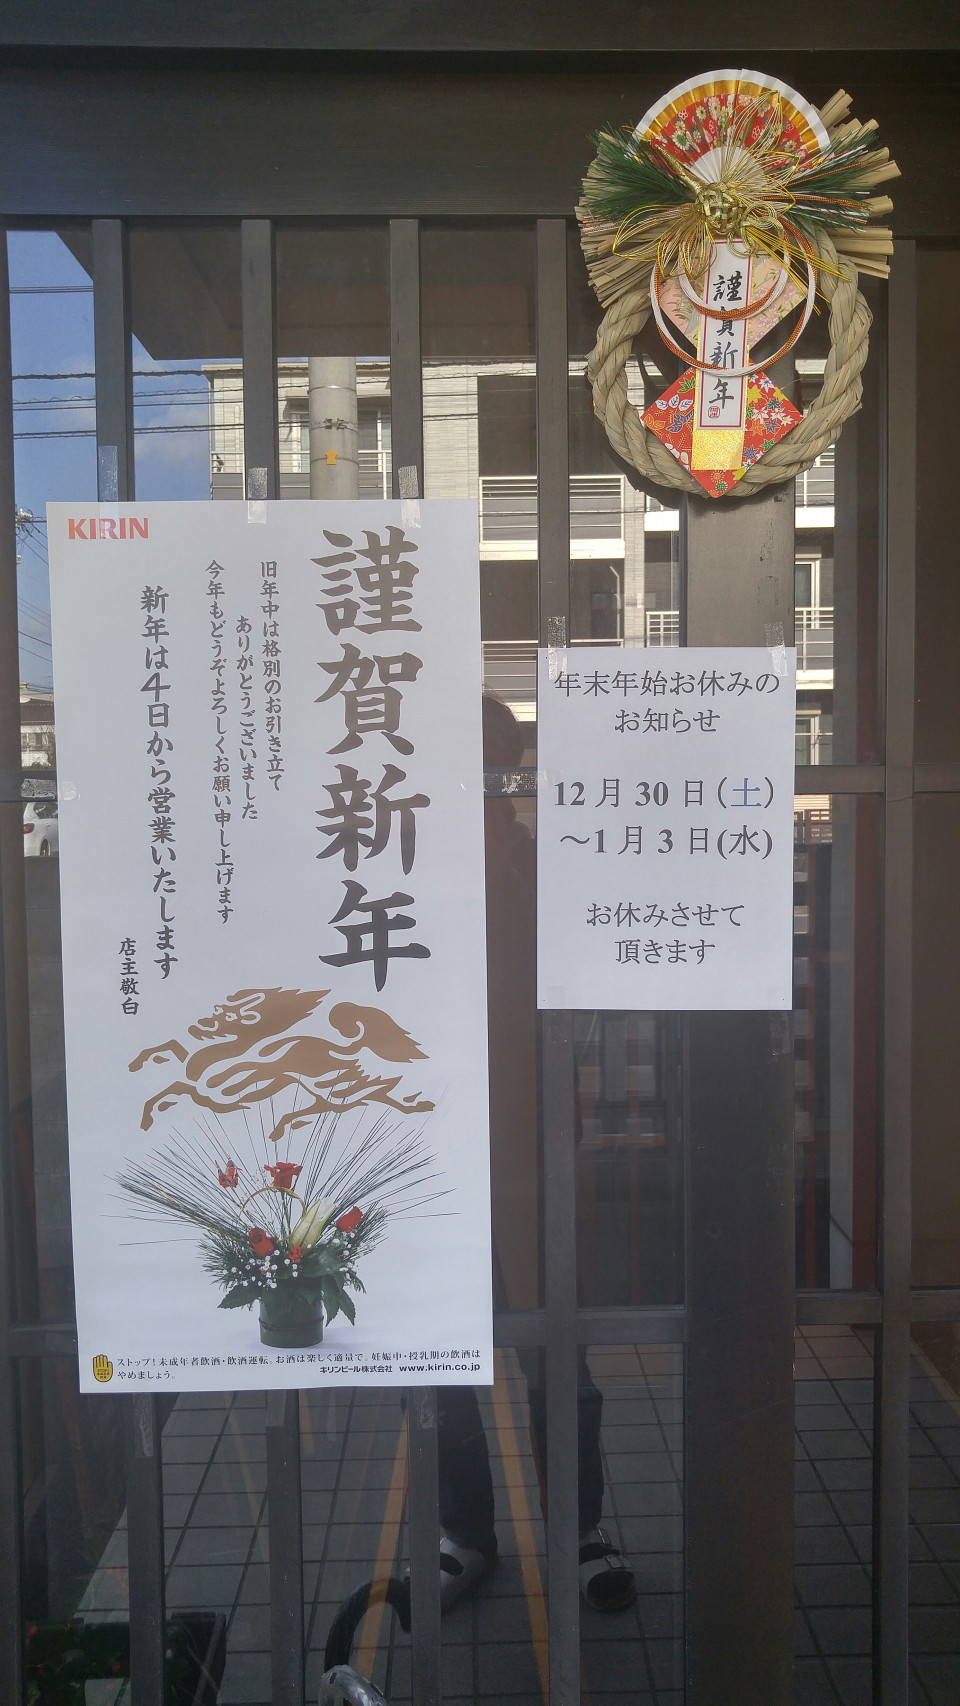 謹賀新年
KIRIN
謹賀新年
旧年中は格別のお引き立て
ありがとうございました
今年もどうぞよろしくお願い申し上げます
新年は4日から営業いたします
店主敬白
ストップ!未成年者飲酒・飲酒運転。お酒は楽しく適量で。妊娠中・授乳期の飲酒は
やめましょう。
キリンビール株式会社 www.kirin.co.jp
年末年始お休みの
お知らせ
12月30日(土)
~1月3日(水)
お休みさせて
頂きます